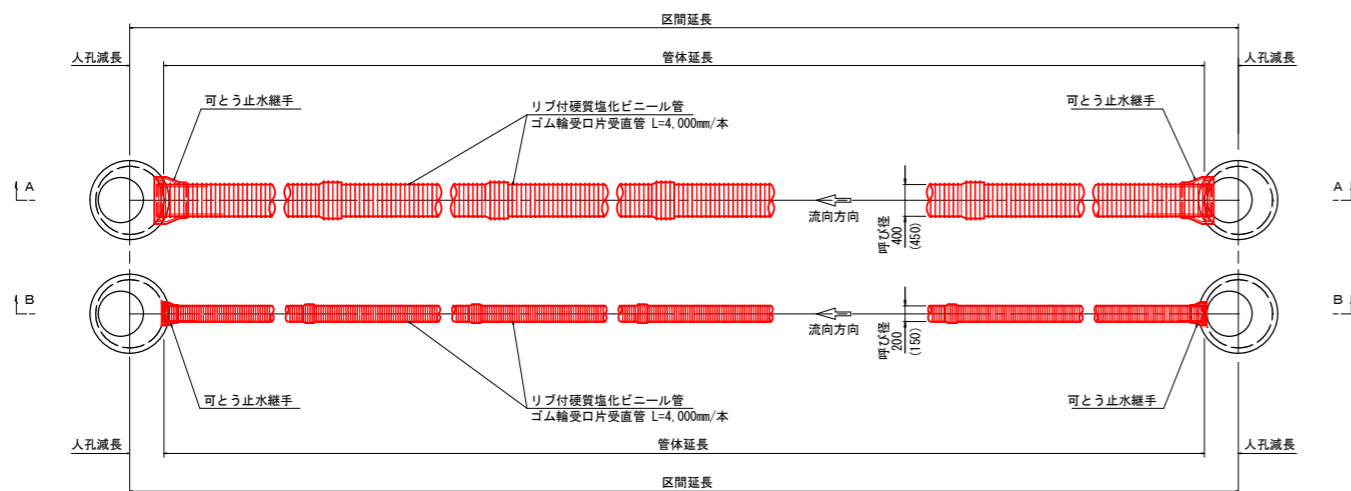 区間延長
人孔減長
管体延長
人孔減長
可とう止水継手
リブ付硬質塩化ビニール管
ゴム輪受口片受直管 L=4,000mm/本
可とう止水継手
A
A
流向方向
呼び径
400
(450)
B
B
流向方向
呼び径
200
(150)
可とう止水継手
リブ付硬質塩化ビニール管
ゴム輪受口片受直管 L=4,000mm/本
可とう止水継手
人孔減長
管体延長
人孔減長
区間延長